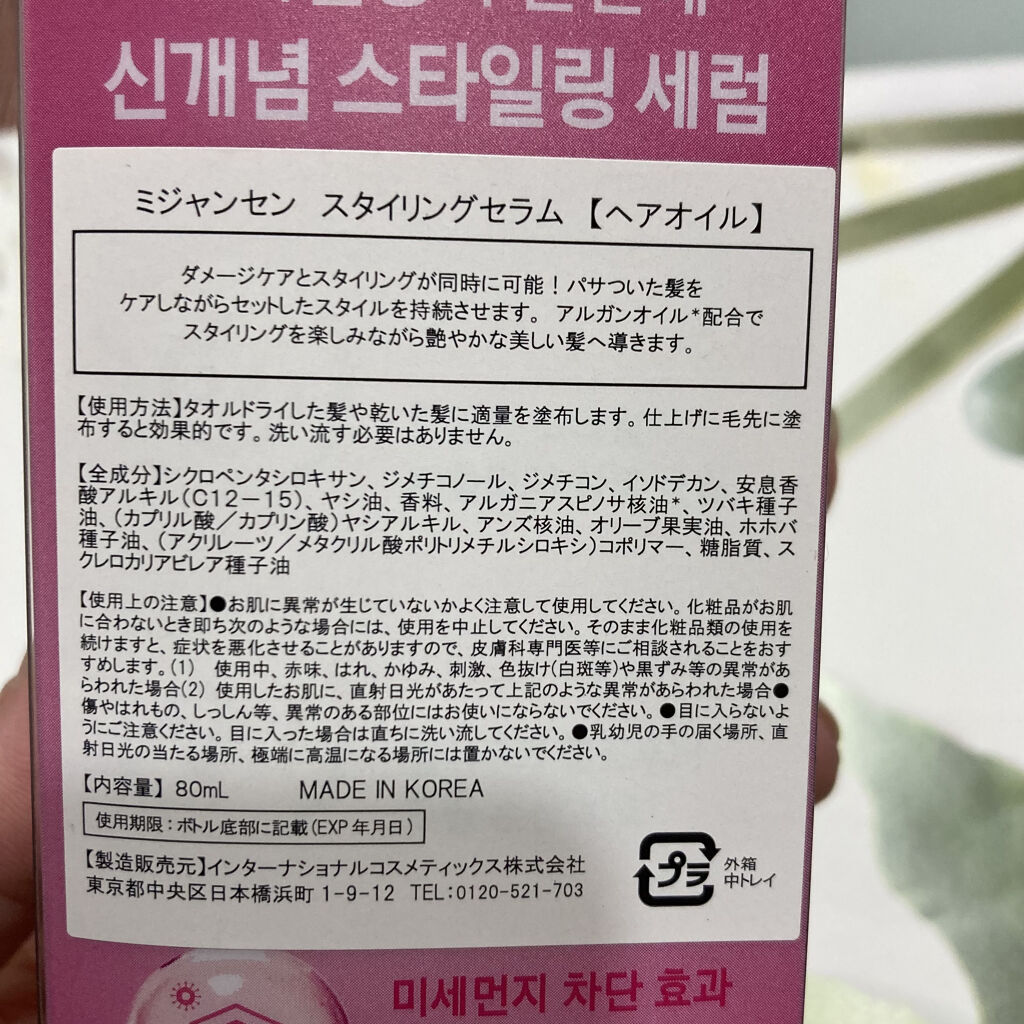 신개념 스타일링 세럼
ミジャンセン スタイリングセラム 【ヘアオイル】
ダメージケアとスタイリングが同時に可能！パサついた髪を
ケアしながらセットしたスタイルを持続させます。 アルガンオイル*配合で
スタイリングを楽しみながら艶やかな美しい髪へ導きます。
【使用方法】タオルドライした髪や乾いた髪に適量を塗布します。仕上げに毛先に塗
布すると効果的です。洗い流す必要はありません。
【全成分】シクロペンタシロキサン、ジメチコノール、ジメチコン、イソドデカン、安息香
酸アルキル（C12－15）、ヤシ油、香料、アルガニアスピノサ核油*、ツバキ種子
油、（カプリル酸／カプリン酸）ヤシアルキル、アンズ核油、オリーブ果実油、ホホバ
種子油、（アクリレーツ／メタクリル酸ポリトリメチルシロキシ）コポリマー、糖脂質、ス
クレロカリアビレア種子油
【使用上の注意】●お肌に異常が生じていないかよく注意して使用してください。化粧品がお肌
に合わないとき即ち次のような場合には、使用を中止してください。そのまま化粧品類の使用を
続けますと、症状を悪化させることがありますので、皮膚科専門医等にご相談されることをおす
すめします。(1) 使用中、赤味、はれ、かゆみ、刺激、色抜け(白斑等)や黒ずみ等の異常があ
らわれた場合(2) 使用したお肌に、直射日光があたって上記のような異常があらわれた場合●
傷やはれもの、しっしん等、異常のある部位にはお使いにならないでください。●目に入らないよ
うにご注意ください。目に入った場合は直ちに洗い流してください。●乳幼児の手の届く場所、直
射日光の当たる場所、極端に高温になる場所には置かないでください。
【内容量】 80mL MADE IN KOREA
使用期限：ボトル底部に記載（EXP 年月日）
【製造販売元】インターナショナルコスメティックス株式会社
東京都中央区日本橋浜町 1-9-12 TEL:0120-521-703
プラ
外箱
中トレイ
미세먼지 차단 효과